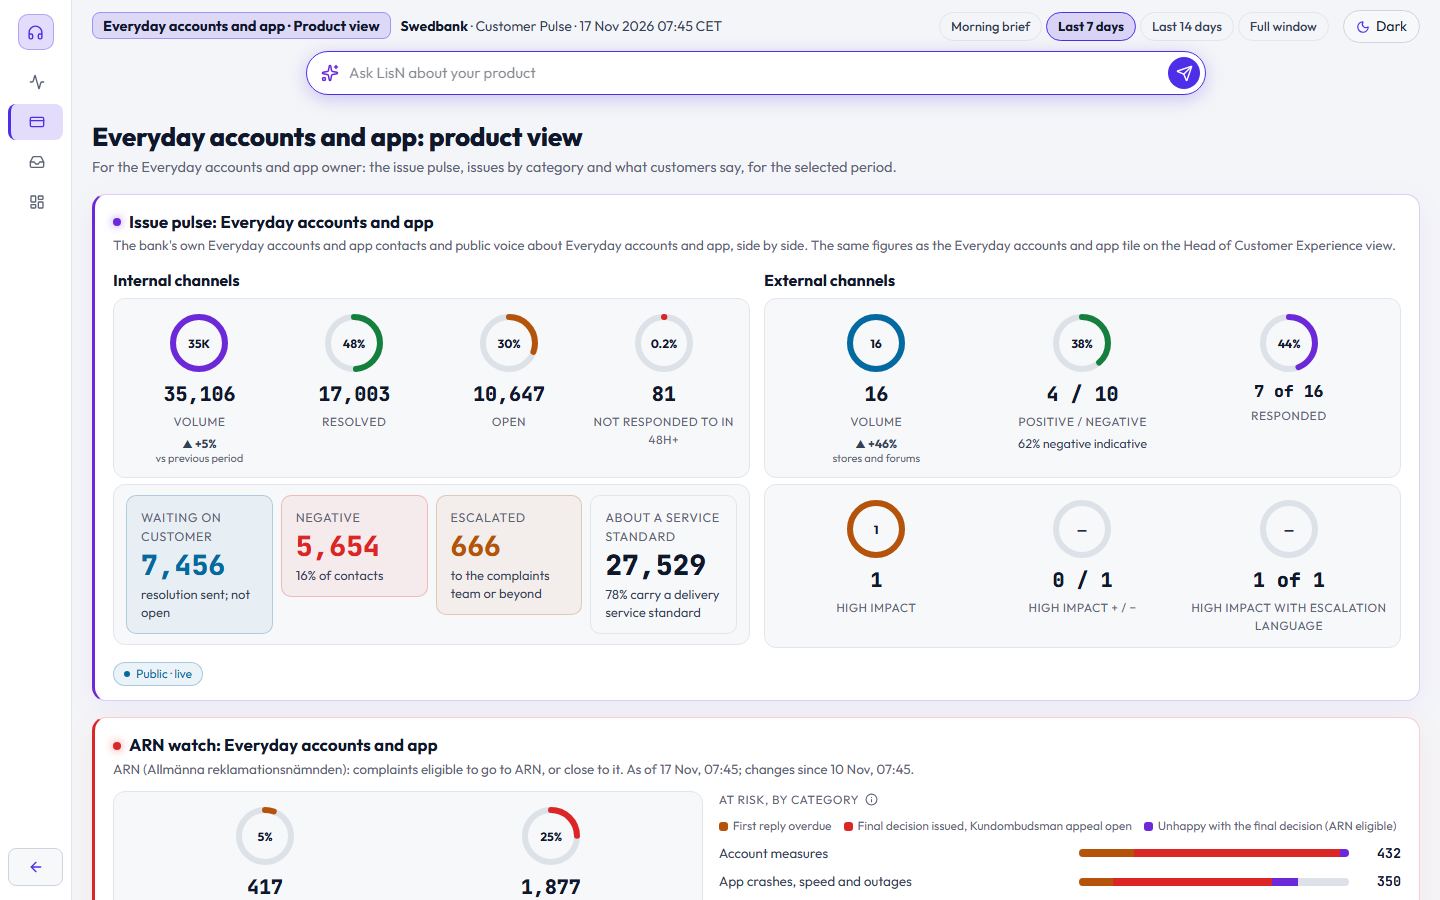 Everyday accounts and app · Product view
Swedbank · Customer Pulse · 17 Nov 2026 07:45 CET
Morning brief
Last 7 days
Last 14 days
Full window
Dark
Ask LisN about your product
Everyday accounts and app: product view
For the Everyday accounts and app owner: the issue pulse, issues by category and what customers say, for the selected period.
Issue pulse: Everyday accounts and app
The bank's own Everyday accounts and app contacts and public voice about Everyday accounts and app, side by side. The same figures as the Everyday accounts and app tile on the Head of Customer Experience view.
Internal channels
35K
48%
30%
0.2%
35,106
17,003
10,647
81
VOLUME
RESOLVED
OPEN
NOT RESPONDED TO IN
48H+
▲ +5%
vs previous period
WAITING ON
CUSTOMER
7,456
resolution sent; not
open
NEGATIVE
5,654
16% of contacts
ESCALATED
666
to the complaints
team or beyond
ABOUT A SERVICE
STANDARD
27,529
78% carry a delivery
service standard
External channels
16
38%
44%
16
4 / 10
7 of 16
VOLUME
POSITIVE / NEGATIVE
RESPONDED
▲ +46%
stores and forums
62% negative indicative
1
–
–
1
0 / 1
1 of 1
HIGH IMPACT
HIGH IMPACT + / −
HIGH IMPACT WITH ESCALATION
LANGUAGE
Public · live
ARN watch: Everyday accounts and app
ARN (Allmänna reklamationsnämnden): complaints eligible to go to ARN, or close to it. As of 17 Nov, 07:45; changes since 10 Nov, 07:45.
5%
25%
417
1,877
AT RISK, BY CATEGORY
First reply overdue
Final decision issued, Kundombudsman appeal open
Unhappy with the final decision (ARN eligible)
Account measures
432
App crashes, speed and outages
350